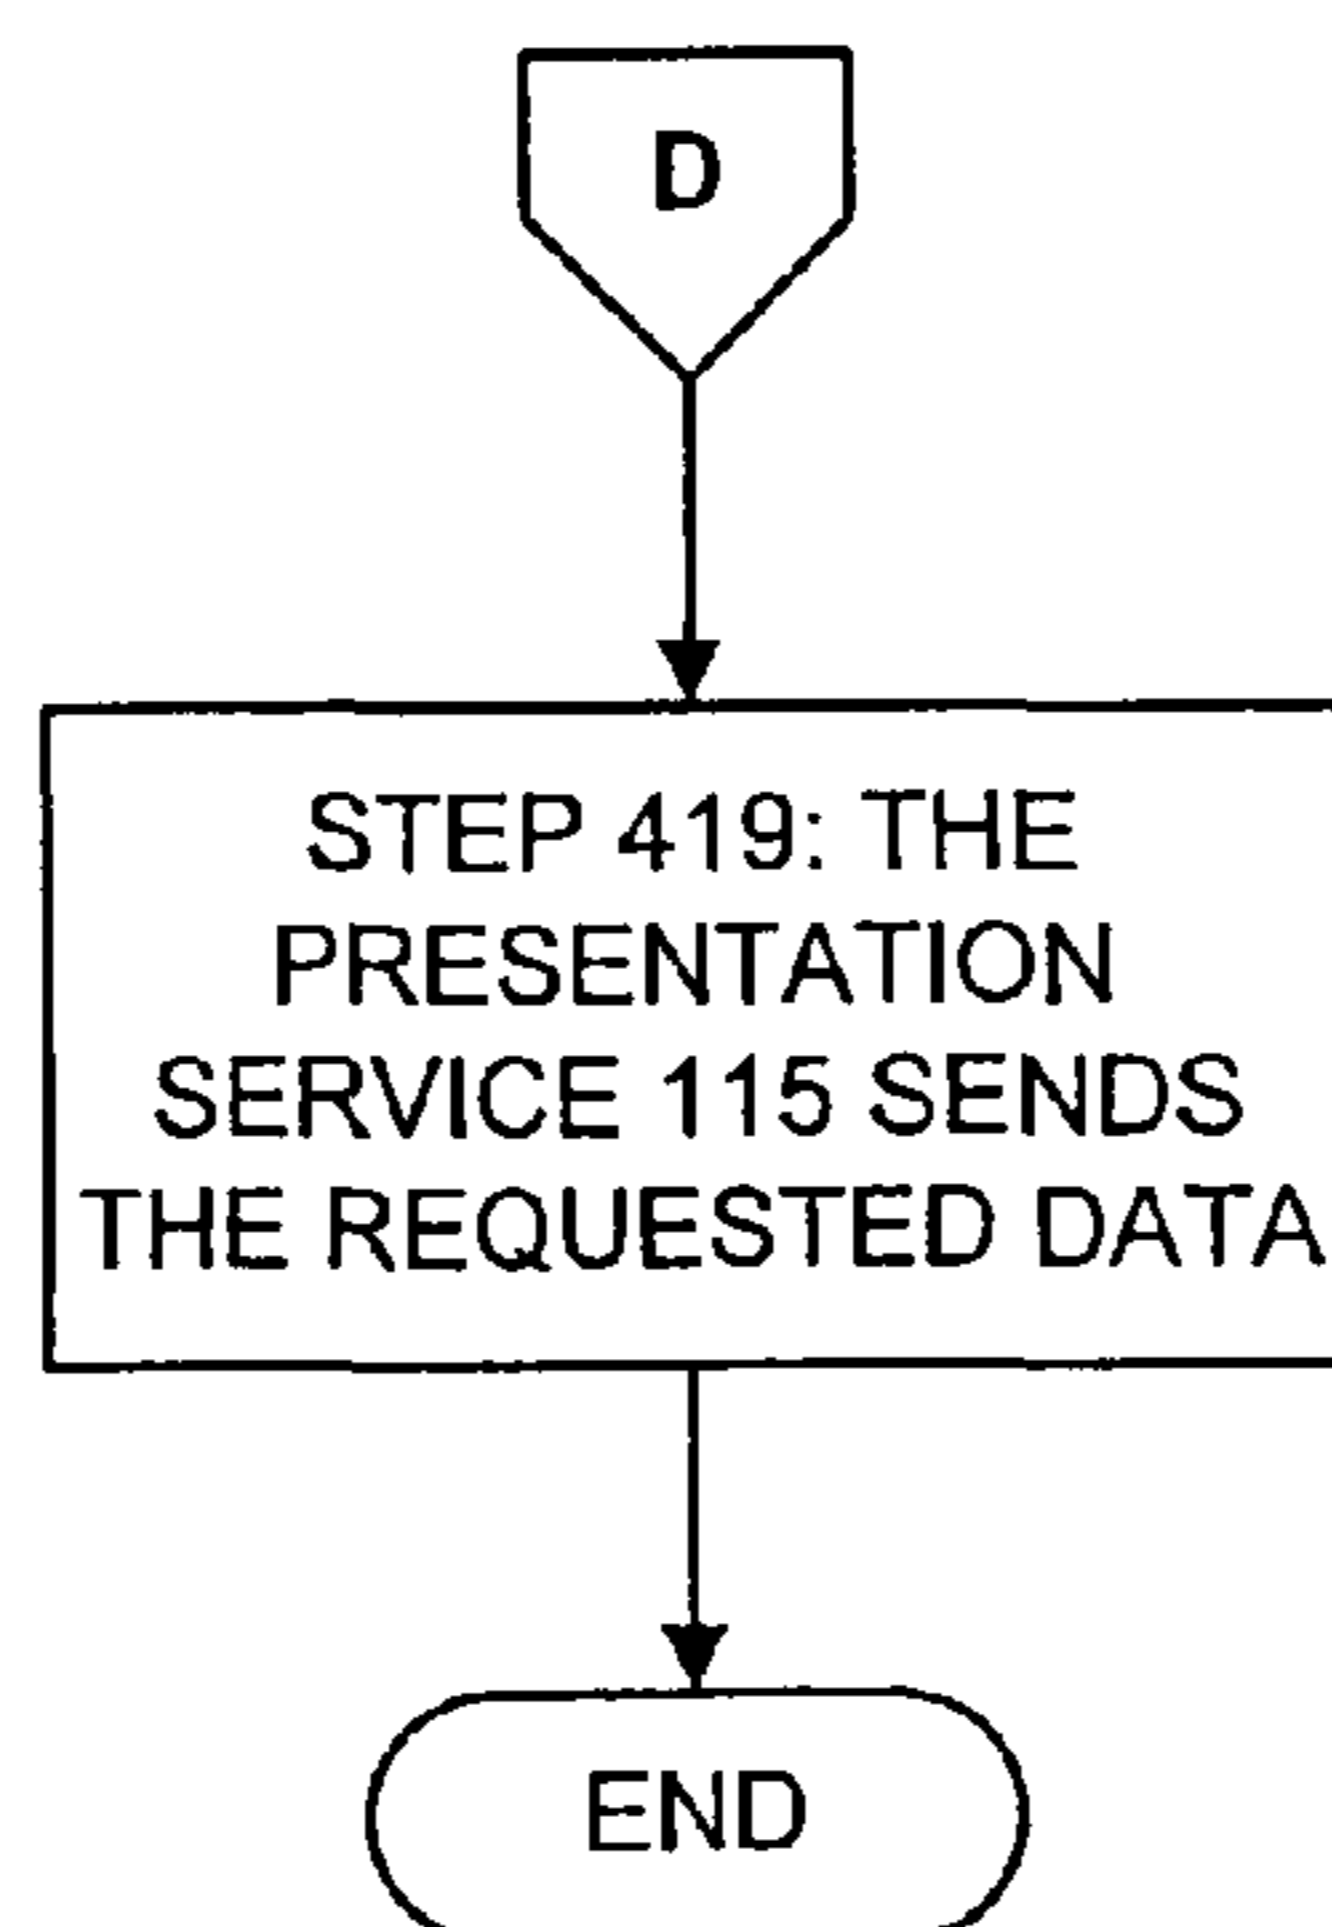 D
STEP 419: THE
PRESENTATION
SERVICE 115 SENDS
THE REQUESTED DATA
END